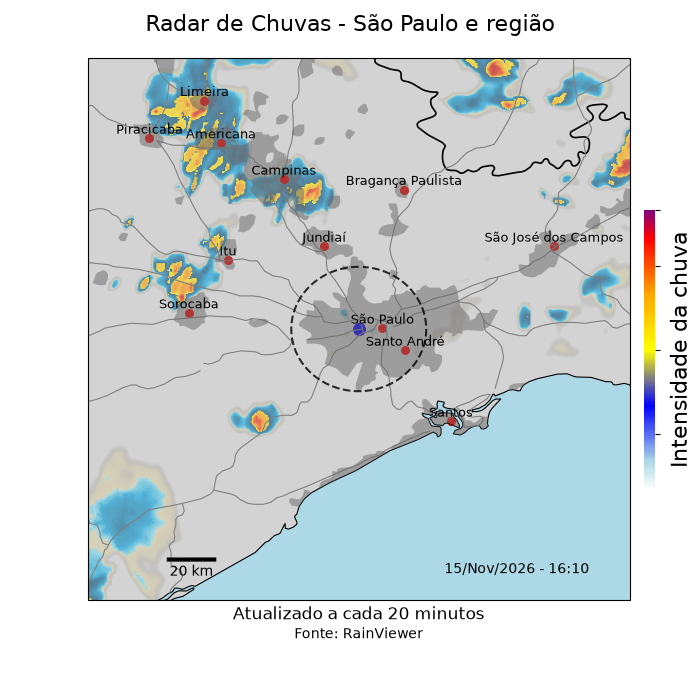 Radar de Chuvas - São Paulo e região
Limeira
Piracicaba
Americana
Campinas
Bragança Paulista
Jundiaí
São José dos Campos
Itu
Sorocaba
São Paulo
Santo André
Santos
Intensidade da chuva
20 km
15/Nov/2026 - 16:10
Atualizado a cada 20 minutos
Fonte: RainViewer